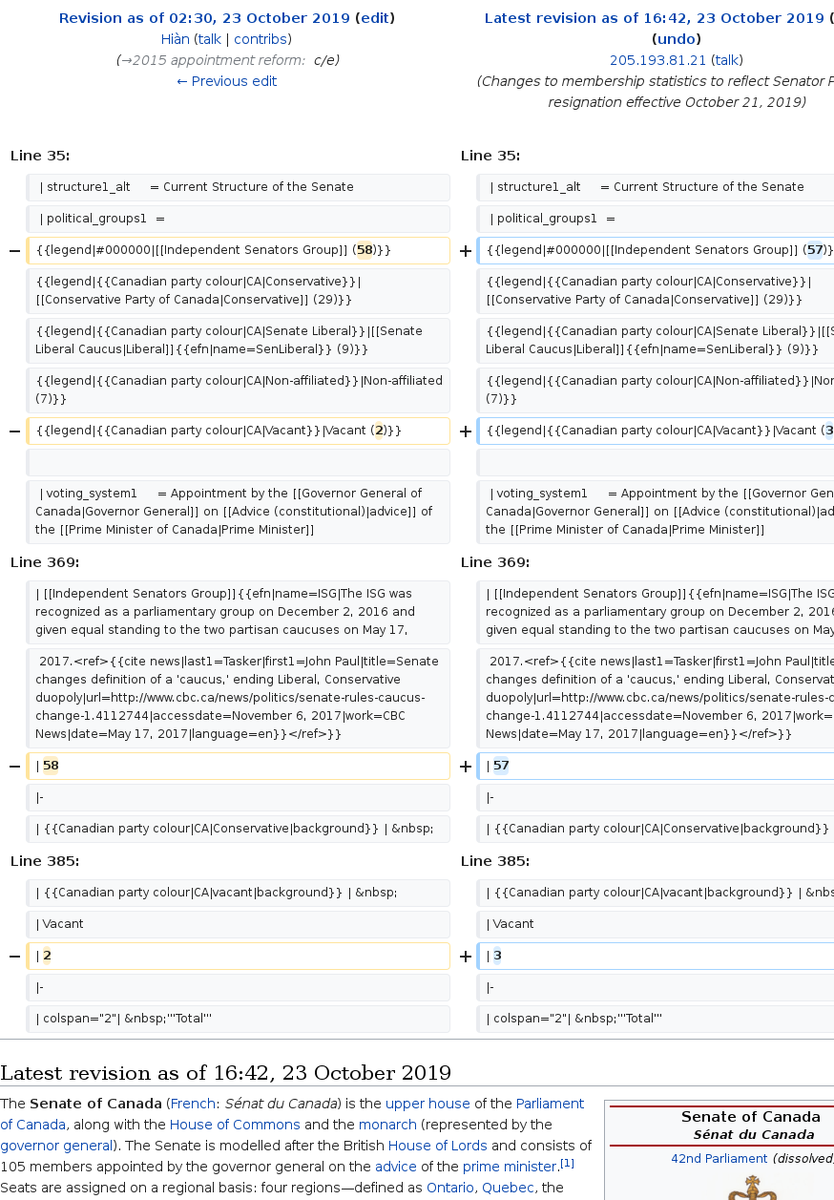 Revision as of 02:30, 23 October 2019 (edit)
Hiàn (talk | contribs)
(→2015 appointment reform: c/e)
← Previous edit
Latest revision as of 16:42, 23 October 2019 (
(undo)
205.193.81.21 (talk)
(Changes to membership statistics to reflect Senator
resignation effective October 21, 2019)
Line 35:
| structure1_alt = Current Structure of the Senate
| political_groups1 =
− {{legend|#000000|[[Independent Senators Group]] (58)}}
{{legend|{{Canadian party colour|CA|Conservative}}|
[[Conservative Party of Canada|Conservative]] (29)}}
{{legend|{{Canadian party colour|CA|Senate Liberal}}|[[Senate
Liberal Caucus|Liberal]]{{efn|name=SenLiberal}} (9)}}
{{legend|{{Canadian party colour|CA|Non-affiliated}}|Non-affiliated
(7)}}
− {{legend|{{Canadian party colour|CA|Vacant}}|Vacant (2)}}
| voting_system1 = Appointment by the [[Governor General of
Canada|Governor General]] on [[Advice (constitutional)|advice]] of
the [[Prime Minister of Canada|Prime Minister]]
Line 35:
| structure1_alt = Current Structure of the Senate
| political_groups1 =
+ {{legend|#000000|[[Independent Senators Group]] (57)}
{{legend|{{Canadian party colour|CA|Conservative}}|
[[Conservative Party of Canada|Conservative]] (29)}}
{{legend|{{Canadian party colour|CA|Senate Liberal}}|[[S
Liberal Caucus|Liberal]]{{efn|name=SenLiberal}} (9)}}
{{legend|{{Canadian party colour|CA|Non-affiliated}}|Nor
(7)}}
+ {{legend|{{Canadian party colour|CA|Vacant}}|Vacant (3
| voting_system1 = Appointment by the [[Governor Gen
Canada|Governor General]] on [[Advice (constitutional)|ad
the [[Prime Minister of Canada|Prime Minister]]
Line 369:
| [[Independent Senators Group]]{{efn|name=ISG|The ISG was
recognized as a parliamentary group on December 2, 2016 and
given equal standing to the two partisan caucuses on May 17,
2017.<ref>{{cite news|last1=Tasker|first1=John Paul|title=Senate
changes definition of a 'caucus,' ending Liberal, Conservative
duopoly|url=http://www.cbc.ca/news/politics/senate-rules-caucus-
change-1.4112744|accessdate=November 6, 2017|work=CBC
News|date=May 17, 2017|language=en}}</ref>}}
− | 58
|-
| {{Canadian party colour|CA|Conservative|background}} | &nbsp;
Line 369:
| [[Independent Senators Group]]{{efn|name=ISG|The ISG
recognized as a parliamentary group on December 2, 2016
given equal standing to the two partisan caucuses on May
2017.<ref>{{cite news|last1=Tasker|first1=John Paul|title
changes definition of a 'caucus,' ending Liberal, Conservat
duopoly|url=http://www.cbc.ca/news/politics/senate-rules-c
change-1.4112744|accessdate=November 6, 2017|work=
News|date=May 17, 2017|language=en}}</ref>}}
+ | 57
|-
| {{Canadian party colour|CA|Conservative|background}}
Line 385:
| {{Canadian party colour|CA|vacant|background}} | &nbsp;
| Vacant
− | 2
|-
| colspan="2"| &nbsp;'''Total'''
Line 385:
| {{Canadian party colour|CA|vacant|background}} | &nbs
| Vacant
+ | 3
|-
| colspan="2"| &nbsp;'''Total'''
Latest revision as of 16:42, 23 October 2019
The Senate of Canada (French: Sénat du Canada) is the upper house of the Parliament
of Canada, along with the House of Commons and the monarch (represented by the
governor general). The Senate is modelled after the British House of Lords and consists of
105 members appointed by the governor general on the advice of the prime minister.[1]
Seats are assigned on a regional basis: four regions—defined as Ontario, Quebec, the
Senate of Canada
Sénat du Canada
42nd Parliament (dissolved)